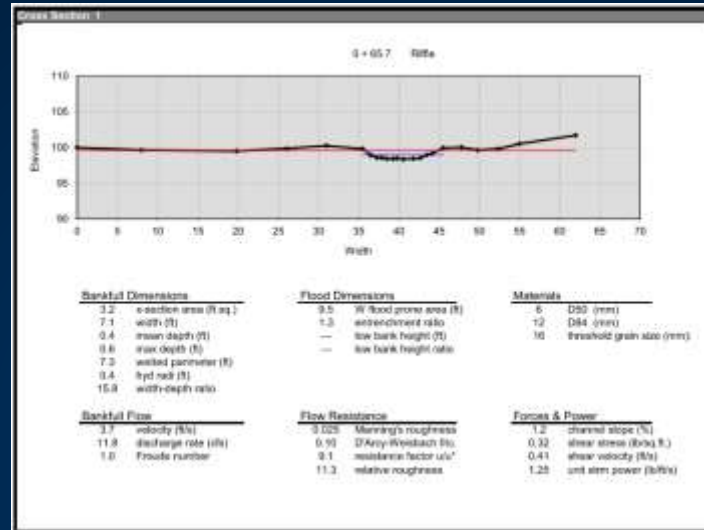 Cross Section 1
0 + 65.7 Riffle
110
105
100
95
90
Elevation
0 5 10 15 20 25 30 35 40 45 50 55 60 65 70
Width
Bankfull Dimensions
3.2 x-section area (ft.sq.)
7.1 width (ft)
0.4 mean depth (ft)
0.6 max depth (ft)
7.3 wetted parimeter (ft)
0.4 hyd radi (ft)
15.8 width-depth ratio
Flood Dimensions
9.5 W flood prone area (ft)
1.3 entrenchment ratio
--- low bank height (ft)
--- low bank height ratio
Materials
6 D50 (mm)
12 D84 (mm)
16 threshold grain size (mm)
Bankfull Flow
3.7 velocity (ft/s)
11.8 discharge rate (cfs)
1.0 Froude number
Flow Resistance
0.025 Manning's roughness
0.10 D'Arcy-Weisbach fric.
9.1 resistance factor u/u*
11.3 relative roughness
Forces & Power
1.2 channel slope (%)
0.32 shear stress (lb/sq.ft.)
0.41 shear velocity (ft/s)
1.25 unit strm power (lb/ft/s)